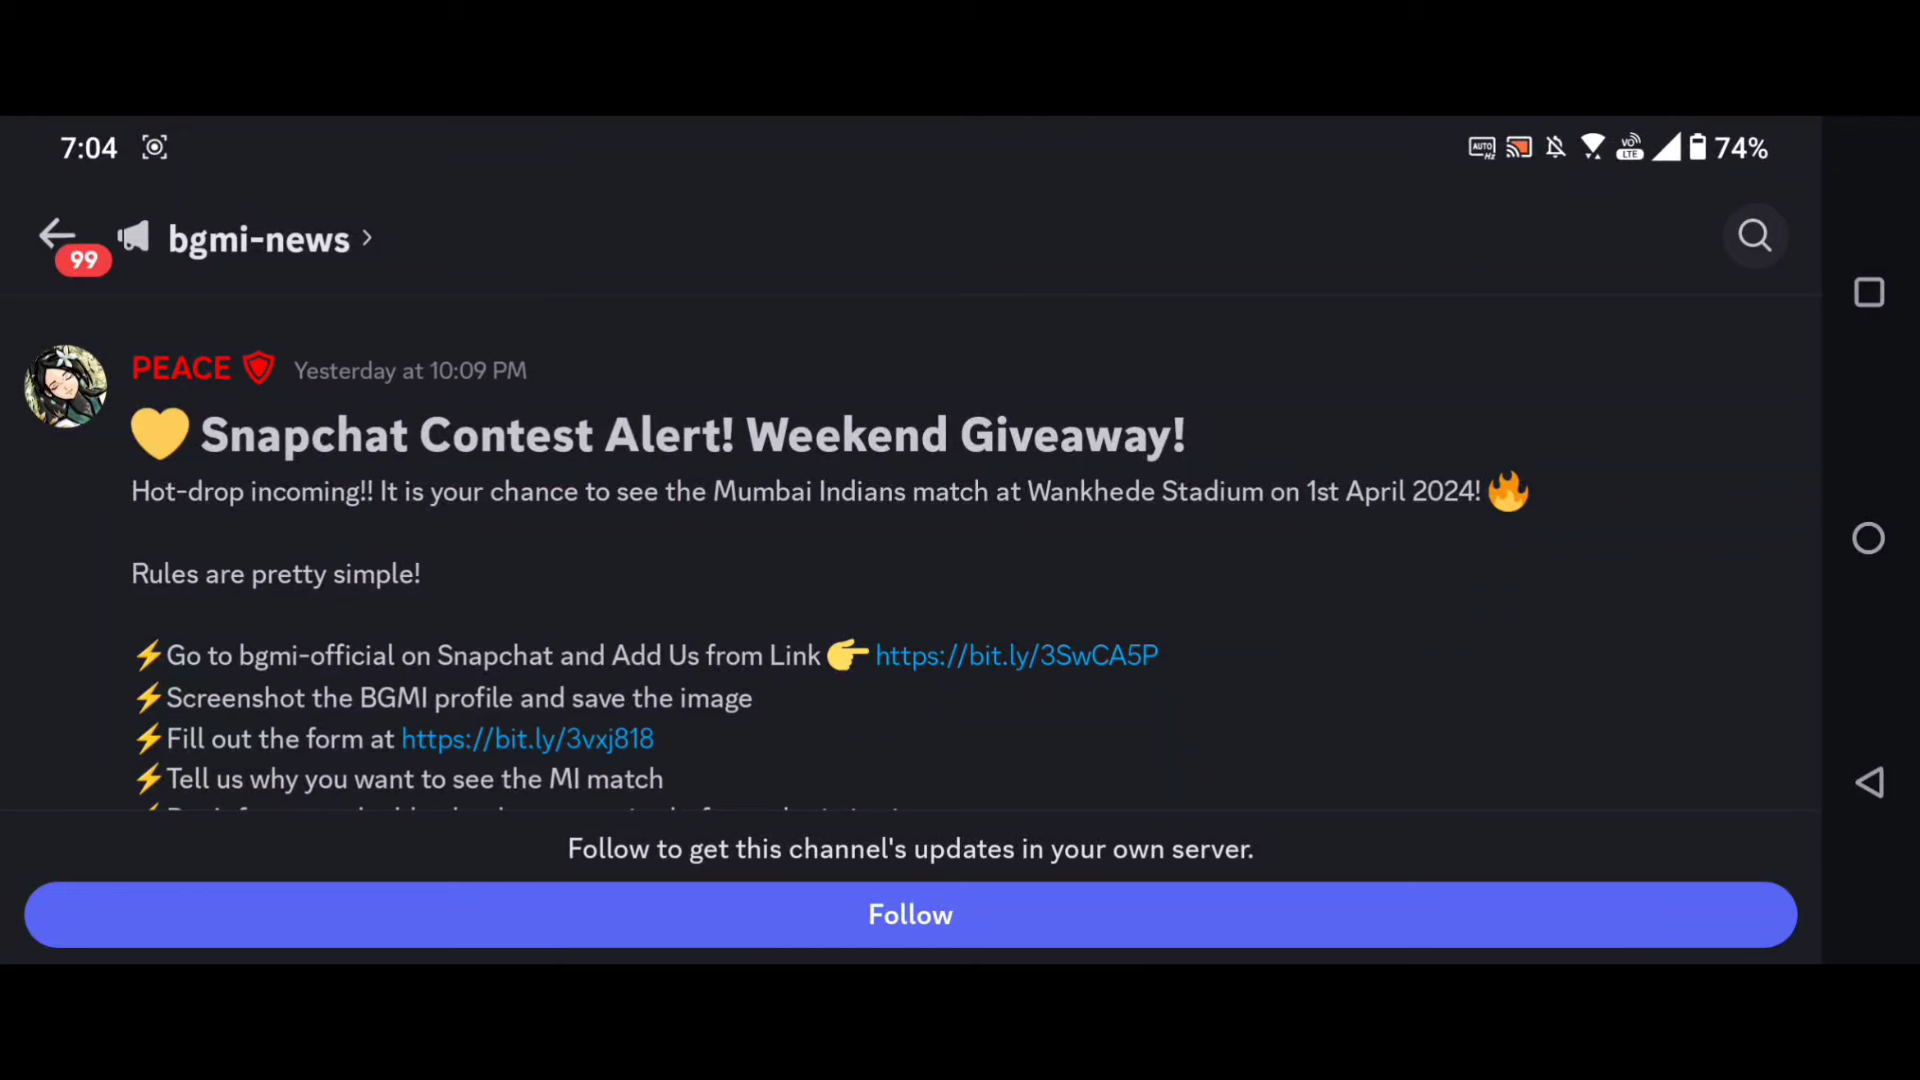 7:04
AUTO Hz
VO LTE
74%
99
bgmi-news
PEACE Yesterday at 10:09 PM
💛 Snapchat Contest Alert! Weekend Giveaway!
Hot-drop incoming!! It is your chance to see the Mumbai Indians match at Wankhede Stadium on 1st April 2024! 🔥
Rules are pretty simple!
⚡Go to bgmi-official on Snapchat and Add Us from Link 👉 https://bit.ly/3SwCA5P
⚡Screenshot the BGMI profile and save the image
⚡Fill out the form at https://bit.ly/3vxj818
⚡Tell us why you want to see the MI match
Follow to get this channel's updates in your own server.
Follow